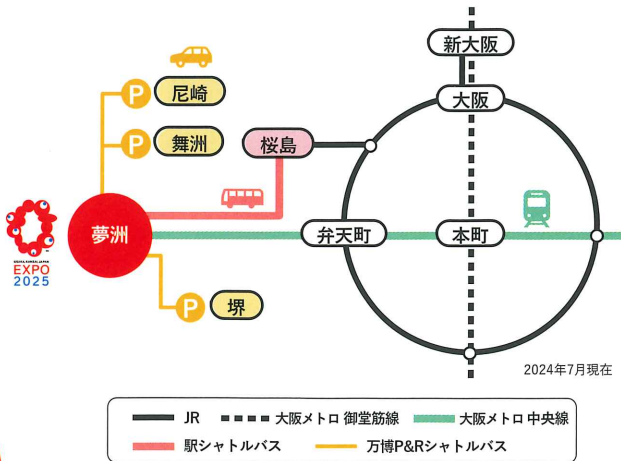 新大阪
尼崎
P
大阪
舞洲
P
桜島
夢洲
弁天町
本町
OSAKA, KANSAI, JAPAN
EXPO
2025
P
堺
2024年7月現在
JR
大阪メトロ 御堂筋線
大阪メトロ 中央線
駅シャトルバス
万博P&Rシャトルバス